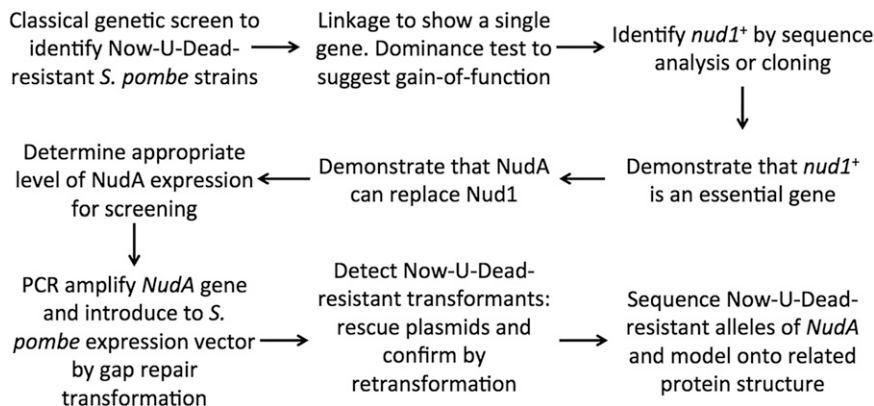 Classical genetic screen to
identify Now-U-Dead-
resistant S. pombe strains
Linkage to show a single
gene. Dominance test to
suggest gain-of-function
Identify nud1⁺ by sequence
analysis or cloning
Demonstrate that nud1⁺
is an essential gene
Demonstrate that NudA
can replace Nud1
Determine appropriate
level of NudA expression
for screening
PCR amplify NudA gene
and introduce to S.
pombe expression vector
by gap repair
transformation
Detect Now-U-Dead-
resistant transformants:
rescue plasmids and
confirm by
retransformation
Sequence Now-U-Dead-
resistant alleles of NudA
and model onto related
protein structure